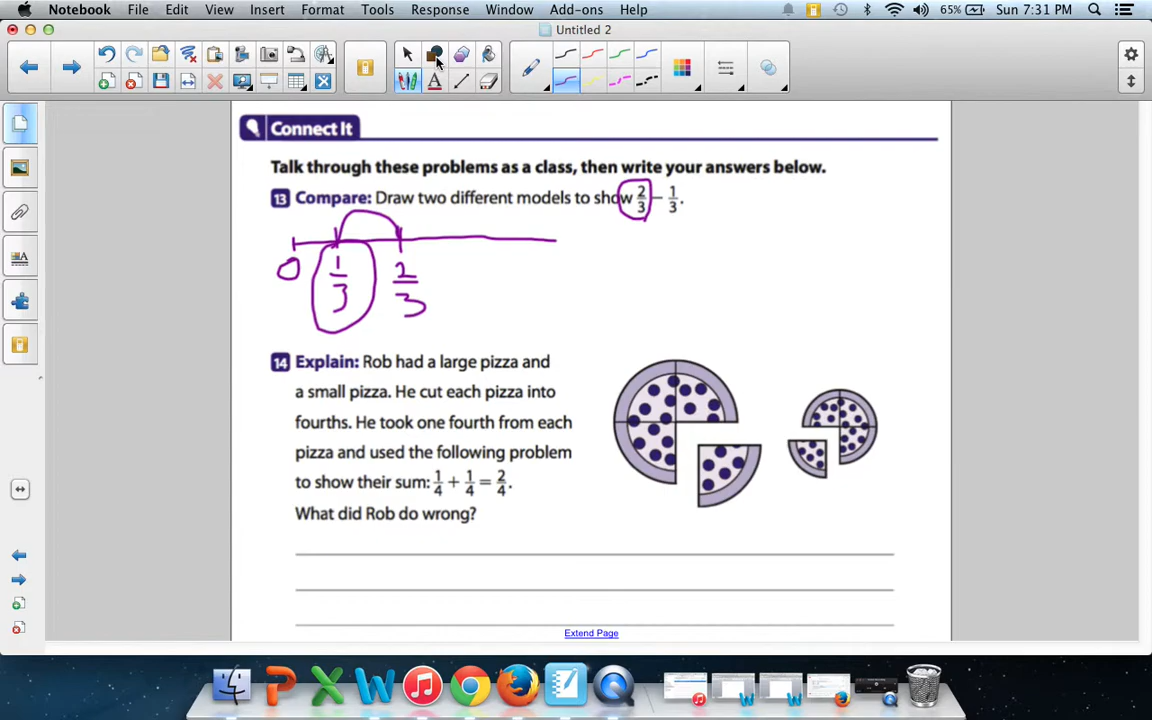 Notebook File Edit View Insert Format Tools Response Window Add-ons Help 65% Sun 7:31 PM
Untitled 2
A
Connect It
Talk through these problems as a class, then write your answers below.
13 Compare: Draw two different models to show 2/3 − 1/3.
0 1/3 2/3
14 Explain: Rob had a large pizza and
a small pizza. He cut each pizza into
fourths. He took one fourth from each
pizza and used the following problem
to show their sum: 1/4 + 1/4 = 2/4.
What did Rob do wrong?
Extend Page